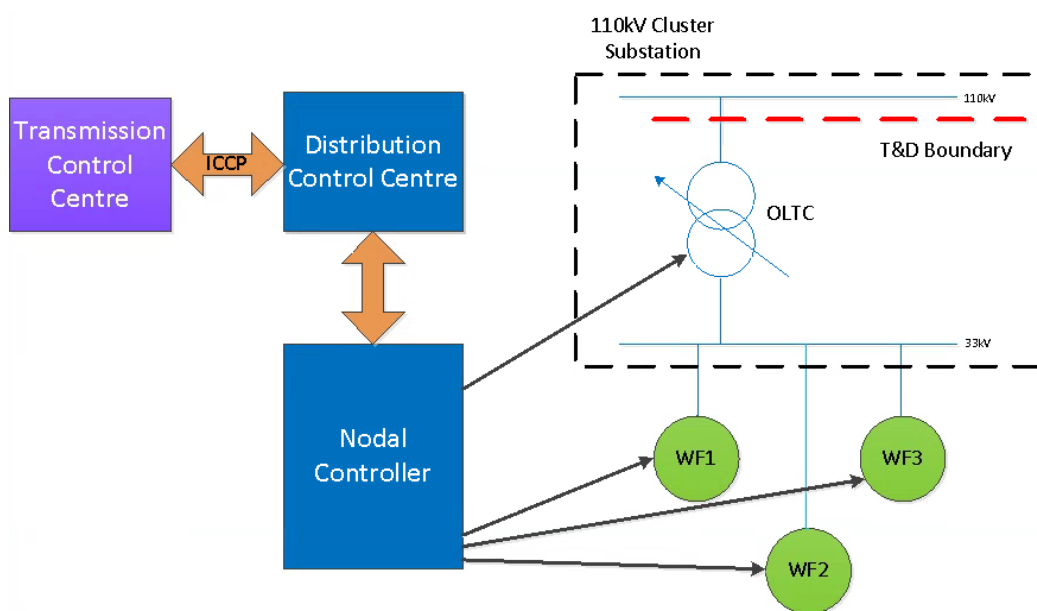 110kV Cluster
Substation
110kV
T&D Boundary
Transmission
Control
Centre
ICCP
Distribution
Control Centre
OLTC
33kV
Nodal
Controller
WF1
WF3
WF2